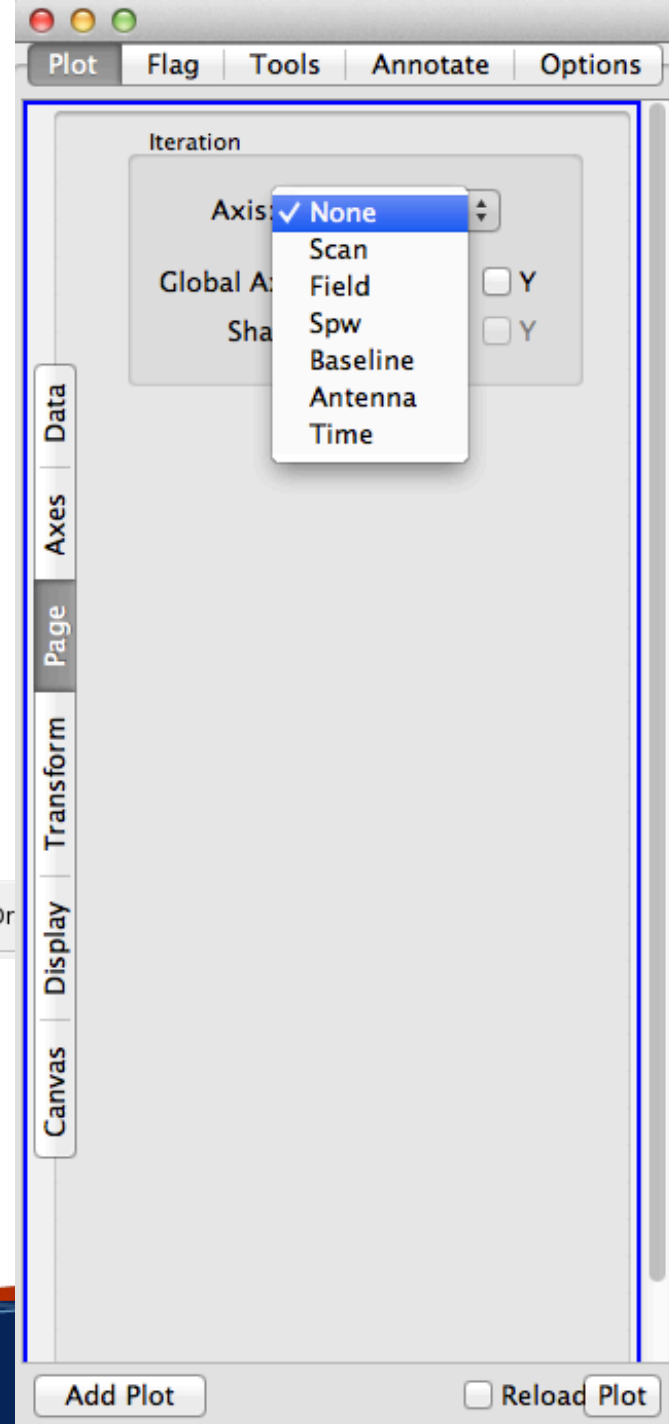 Plot Flag Tools Annotate Options
Iteration
Axis: ✓ None
Scan
Global A Field Y
Sha Spw Y
Baseline
Antenna
Time
Data
Axes
Page
Transform
Display
Canvas
Add Plot Reload Plot